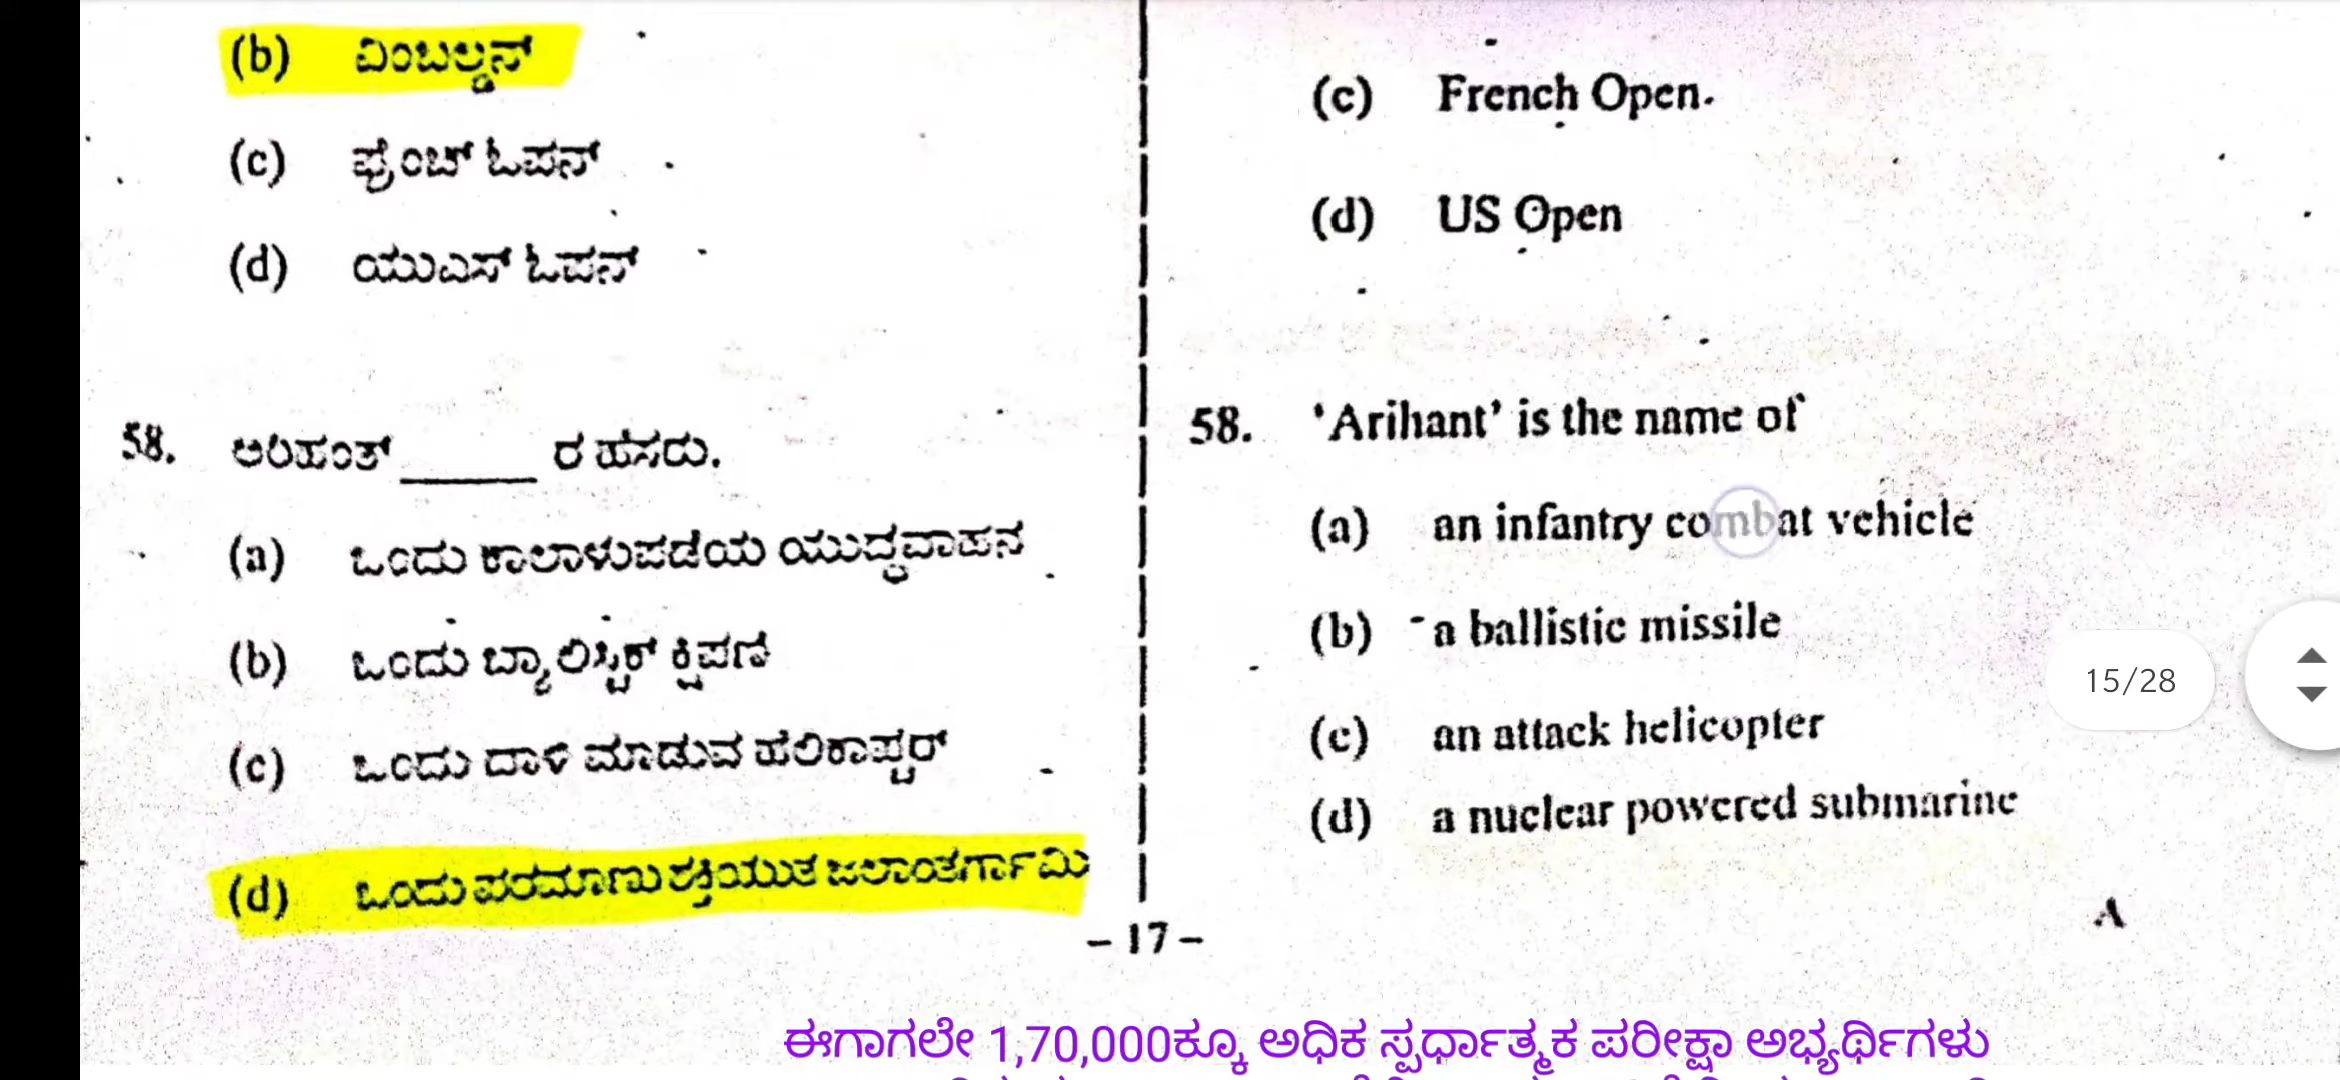 (b) ವಿಂಬಲ್ಡನ್
(c) ಫ್ರೆಂಚ್ ಓಪನ್
(d) ಯುಎಸ್ ಓಪನ್
58. ಅರಿಹಂತ್ ______ ರ ಹೆಸರು.
(a) ಒಂದು ಕಾಲಾಳುಪಡೆಯ ಯುದ್ಧವಾಹನ
(b) ಒಂದು ಬ್ಯಾಲಿಸ್ಟಿಕ್ ಕ್ಷಿಪಣಿ
(c) ಒಂದು ದಾಳಿ ಮಾಡುವ ಹೆಲಿಕಾಪ್ಟರ್
(d) ಒಂದು ಪರಮಾಣು ಶಕ್ತಿಯುತ ಜಲಾಂತರ್ಗಾಮಿ
(c) French Open.
(d) US Open
58. 'Arihant' is the name of
(a) an infantry combat vehicle
(b) a ballistic missile
(c) an attack helicopter
(d) a nuclear powered submarine
15/28
A
– 17 –
ಈಗಾಗಲೇ 1,70,000ಕ್ಕೂ ಅಧಿಕ ಸ್ಪರ್ಧಾತ್ಮಕ ಪರೀಕ್ಷಾ ಅಭ್ಯರ್ಥಿಗಳು